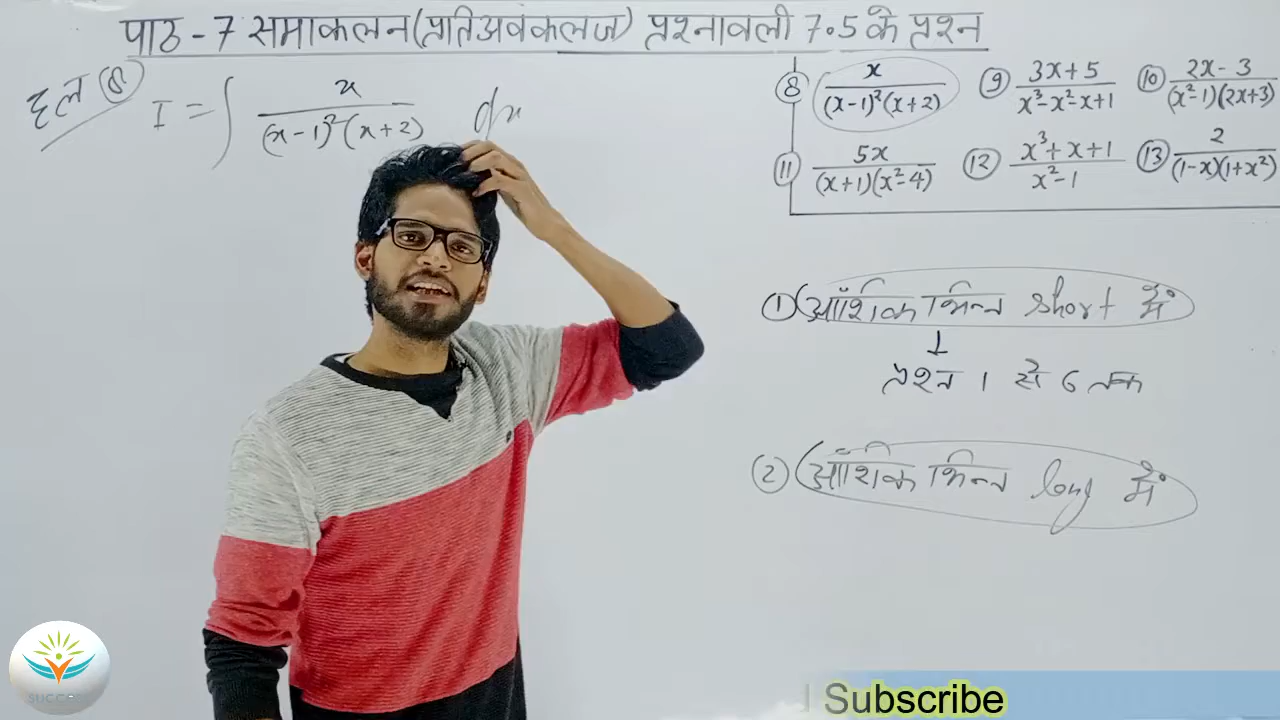 पाठ - 7 समाकलन (प्रतिअवकलज) प्रश्नावली 7.5 के प्रश्न
हल ⑧ I = ∫ x / (x-1)²(x+2) dx
⑧ x / (x-1)²(x+2) ⑨ 3x+5 / x³-x²-x+1 ⑩ 2x-3 / (x²-1)(2x+3)
⑪ 5x / (x+1)(x²-4) ⑫ x³+x+1 / x²-1 ⑬ 2 / (1-x)(1+x²)
① (आँशिक भिन्न short में)
↓
प्रश्न 1 से 6 तक
② (आँशिक भिन्न long में)
Subscribe
SUCCESS